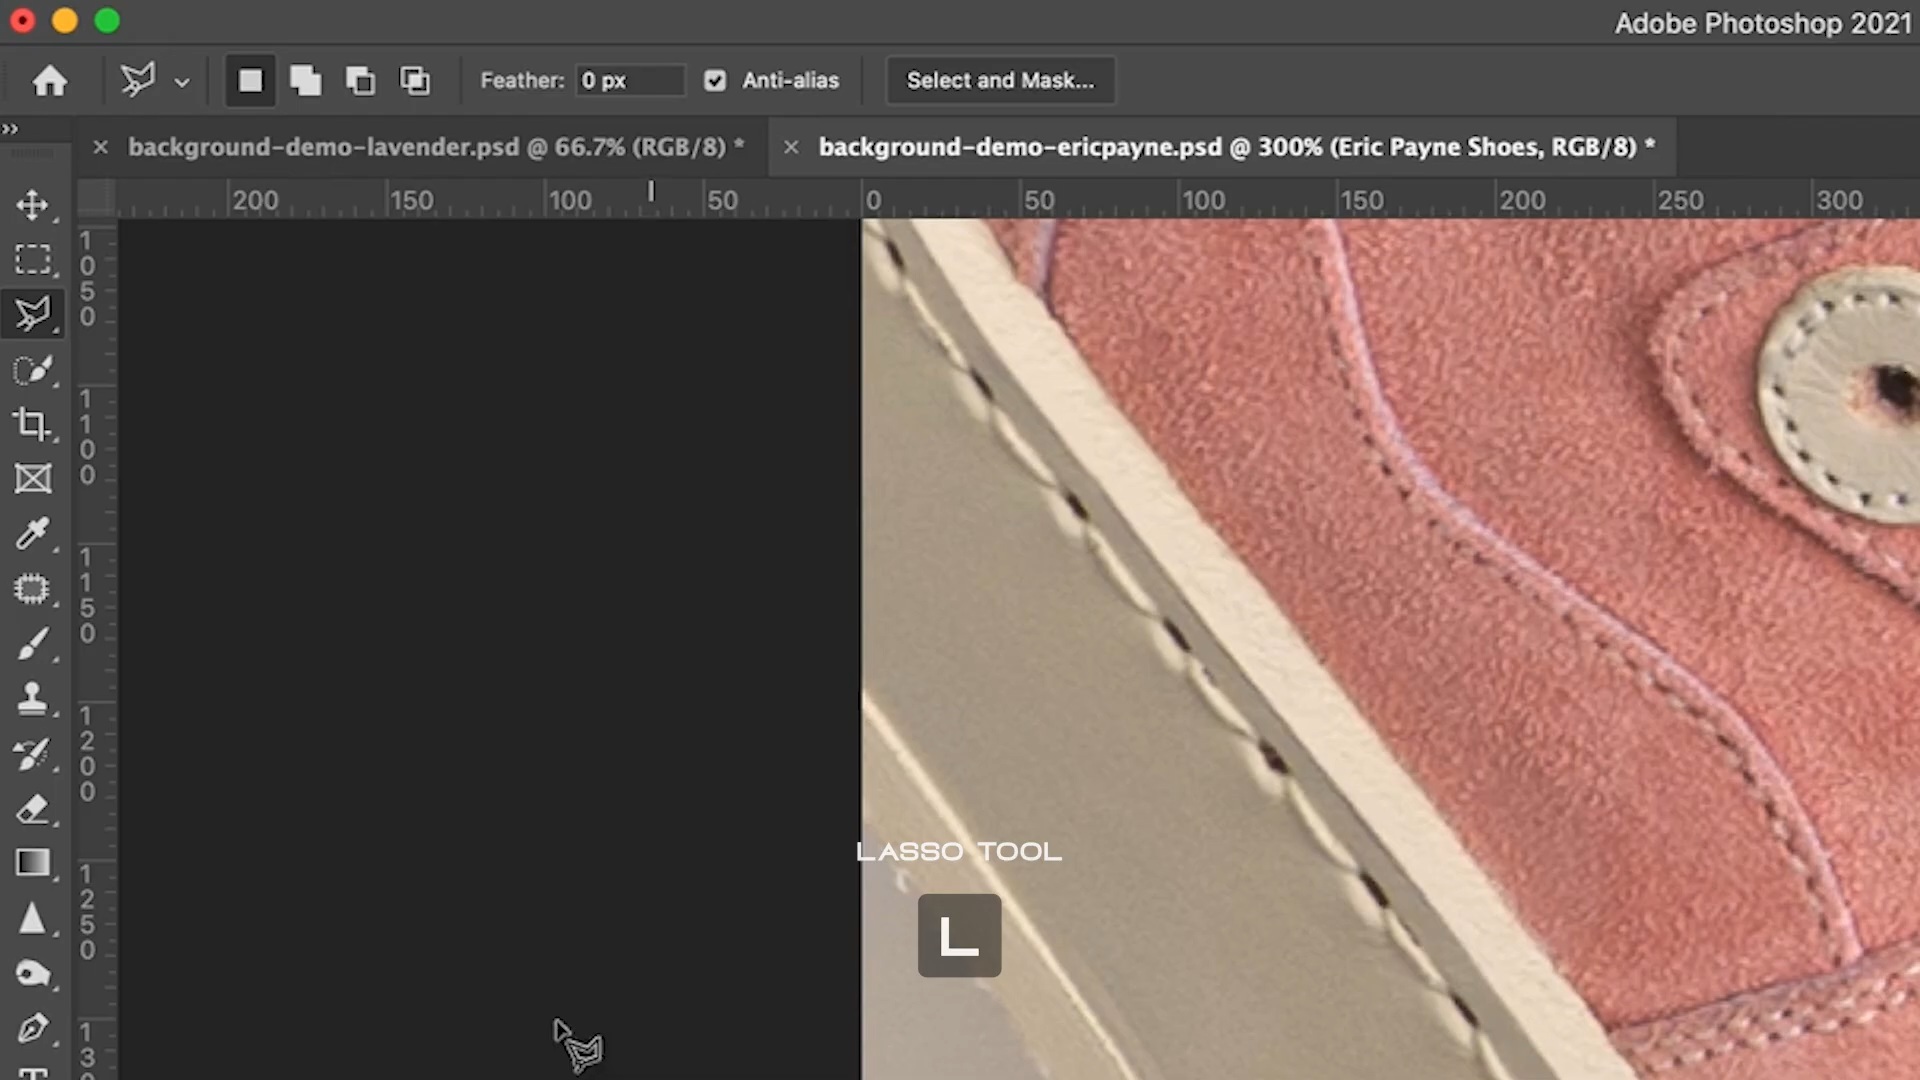 Adobe Photoshop 2021
Feather: 0 px Anti-alias Select and Mask...
background-demo-lavender.psd @ 66.7% (RGB/8) * background-demo-ericpayne.psd @ 300% (Eric Payne Shoes, RGB/8) *
200 150 100 50 0 50 100 150 200 250 300
1050
1100
1150
1200
1250
13
LASSO TOOL
L